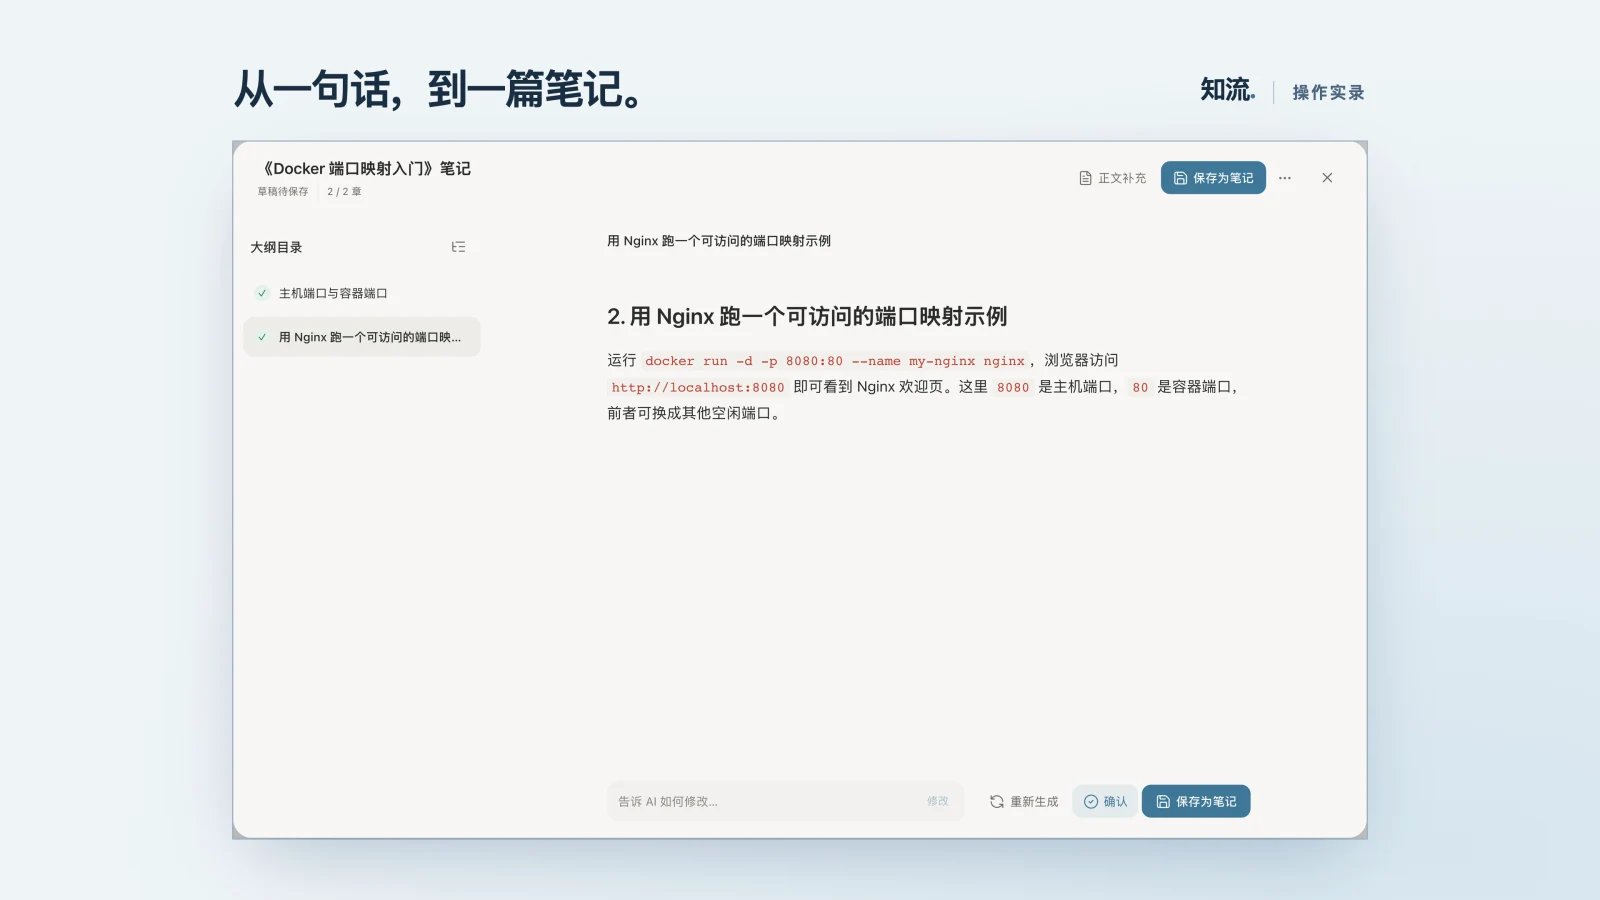 从一句话，到一篇笔记。
知流.
操作实录
《Docker 端口映射入门》笔记
草稿待保存 2 / 2 章
正文补充
保存为笔记
大纲目录
主机端口与容器端口
用 Nginx 跑一个可访问的端口映...
用 Nginx 跑一个可访问的端口映射示例
2. 用 Nginx 跑一个可访问的端口映射示例
运行 docker run -d -p 8080:80 --name my-nginx nginx，浏览器访问
http://localhost:8080 即可看到 Nginx 欢迎页。这里 8080 是主机端口，80 是容器端口，
前者可换成其他空闲端口。
告诉 AI 如何修改...
修改
重新生成
确认
保存为笔记